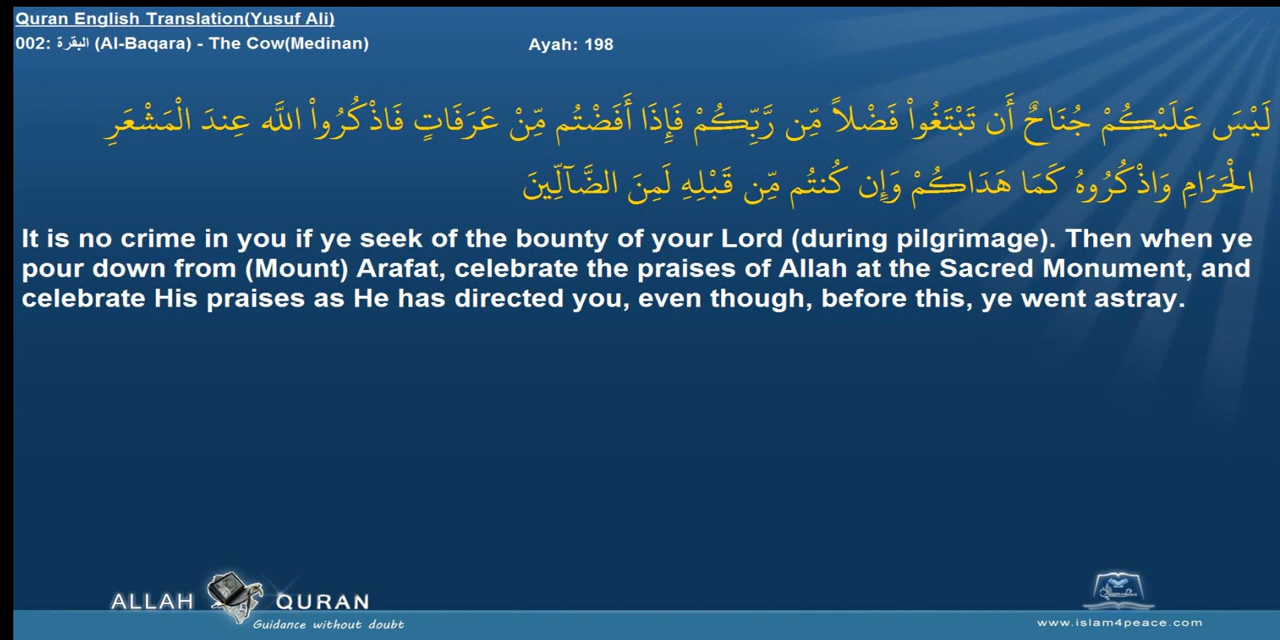 Quran English Translation(Yusuf Ali)
002: البقرة (Al-Baqara) - The Cow(Medinan)
Ayah: 198
لَيْسَ عَلَيْكُمْ جُنَاحٌ أَن تَبْتَغُواْ فَضْلاً مِّن رَّبِّكُمْ فَإِذَا أَفَضْتُم مِّنْ عَرَفَاتٍ فَاذْكُرُواْ اللّهَ عِندَ الْمَشْعَرِ
الْحَرَامِ وَاذْكُرُوهُ كَمَا هَدَاكُمْ وَإِن كُنتُم مِّن قَبْلِهِ لَمِنَ الضَّآلِّينَ
It is no crime in you if ye seek of the bounty of your Lord (during pilgrimage). Then when ye
pour down from (Mount) Arafat, celebrate the praises of Allah at the Sacred Monument, and
celebrate His praises as He has directed you, even though, before this, ye went astray.
ALLAH QURAN
Guidance without doubt
www.islam4peace.com